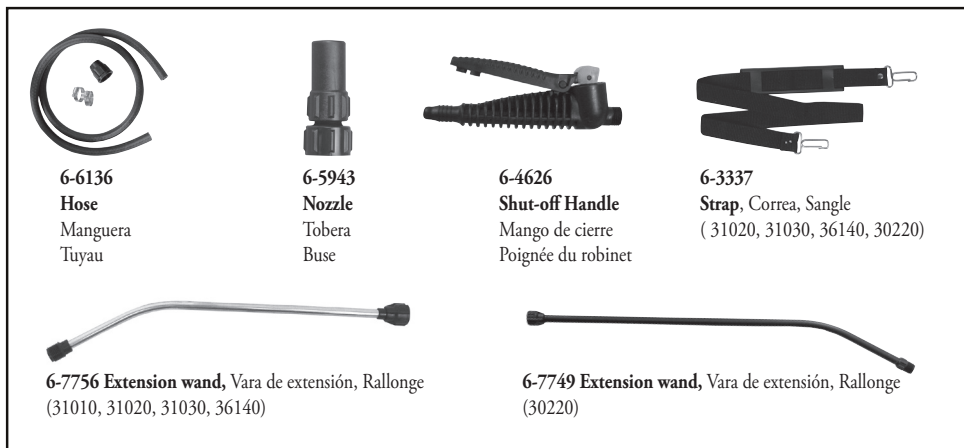 6-6136
Hose
Manguera
Tuyau
6-5943
Nozzle
Tobera
Buse
6-4626
Shut-off Handle
Mango de cierre
Poignée du robinet
6-3337
Strap, Correa, Sangle
( 31020, 31030, 36140, 30220)
6-7756 Extension wand, Vara de extensión, Rallonge
(31010, 31020, 31030, 36140)
6-7749 Extension wand, Vara de extensión, Rallonge
(30220)